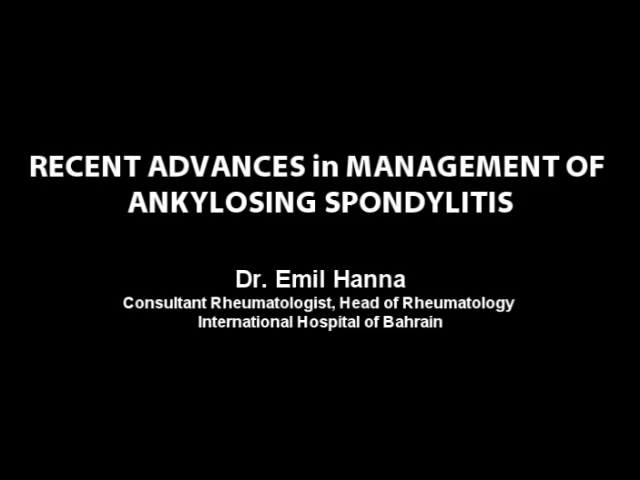 RECENT ADVANCES in MANAGEMENT OF
ANKYLOSING SPONDYLITIS
Dr. Emil Hanna
Consultant Rheumatologist, Head of Rheumatology
International Hospital of Bahrain